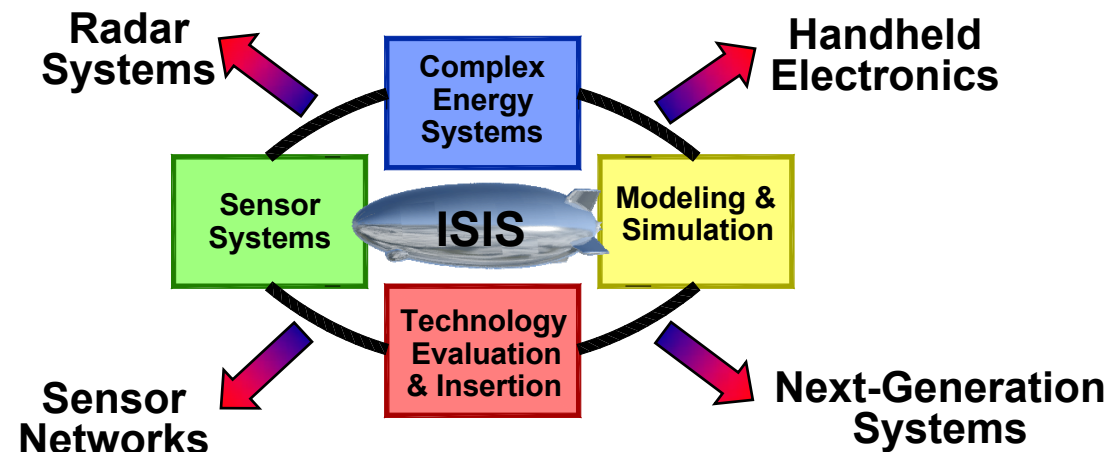 Radar
Systems
Complex
Energy
Systems
Handheld
Electronics
Sensor
Systems
ISIS
Modeling &
Simulation
Technology
Evaluation
& Insertion
Sensor
Networks
Next-Generation
Systems